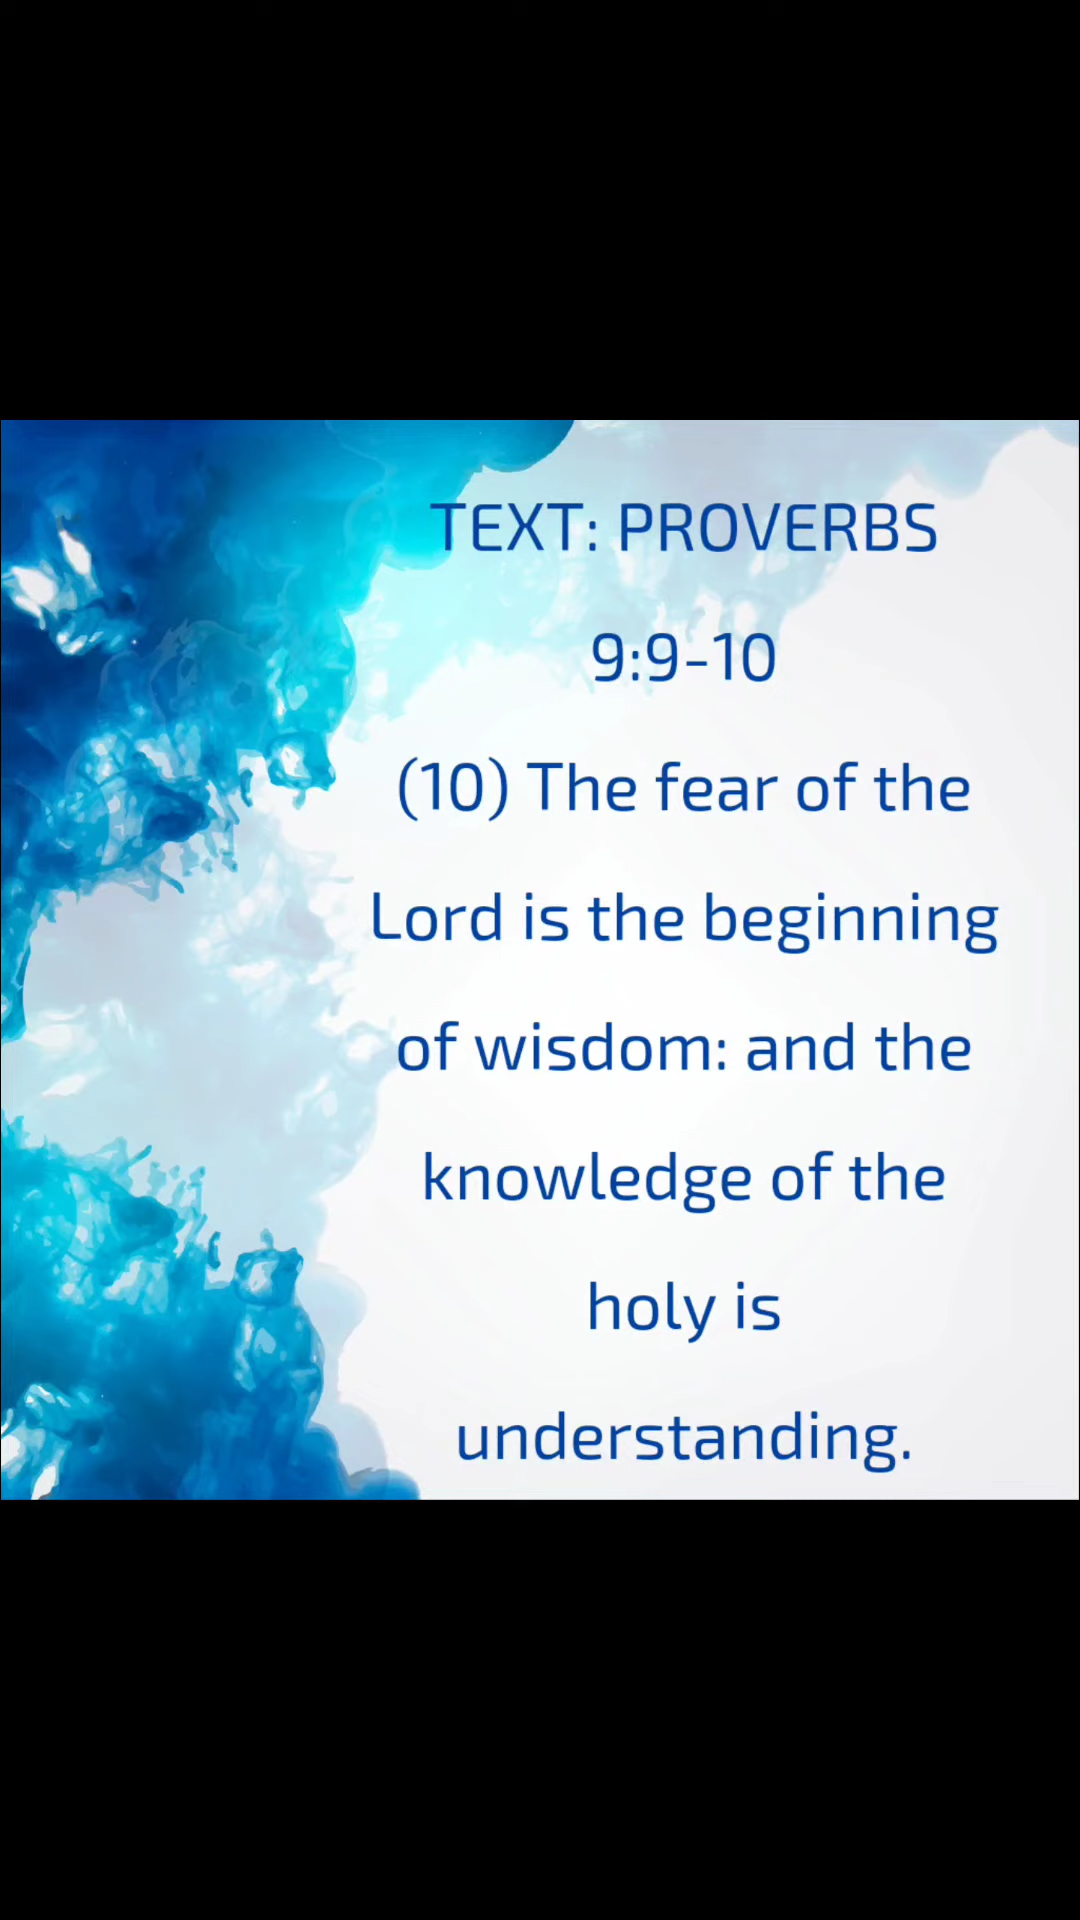 TEXT: PROVERBS
9:9-10
(10) The fear of the
Lord is the beginning
of wisdom: and the
knowledge of the
holy is
understanding.